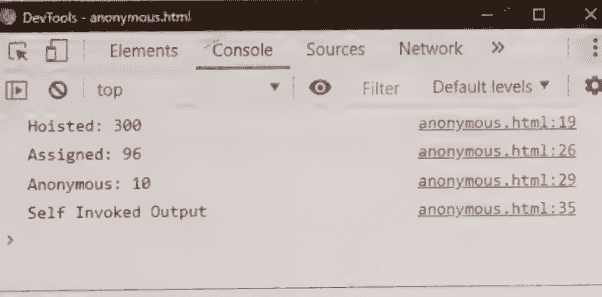 DevTools - anonymous.html
Elements Console Sources Network »
top Filter Default levels
Hoisted: 300 anonymous.html:19
Assigned: 96 anonymous.html:26
Anonymous: 10 anonymous.html:29
Self Invoked Output anonymous.html:35
>